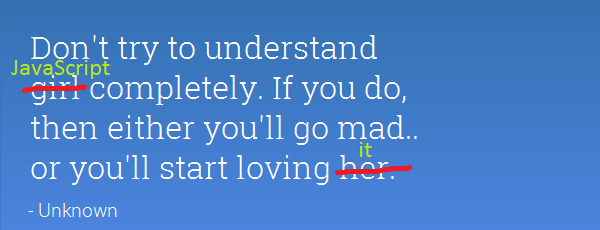 Don't try to understand
JavaScript
girl completely. If you do,
then either you'll go mad..
it
or you'll start loving her.
- Unknown